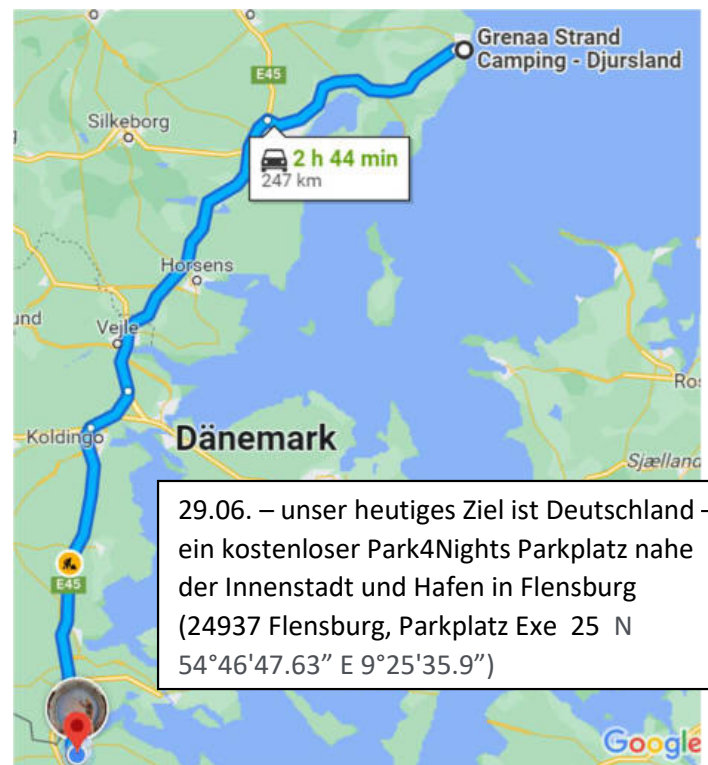 Grenaa Strand
Camping - Djursland
E45
Silkeborg
2 h 44 min
247 km
Horsens
und
Vejle
Ros
Kolding
Dänemark
Sjælland
29.06. – unser heutiges Ziel ist Deutschland –
ein kostenloser Park4Nights Parkplatz nahe
der Innenstadt und Hafen in Flensburg
(24937 Flensburg, Parkplatz Exe 25 N
54°46'47.63” E 9°25'35.9”)
E45
Google